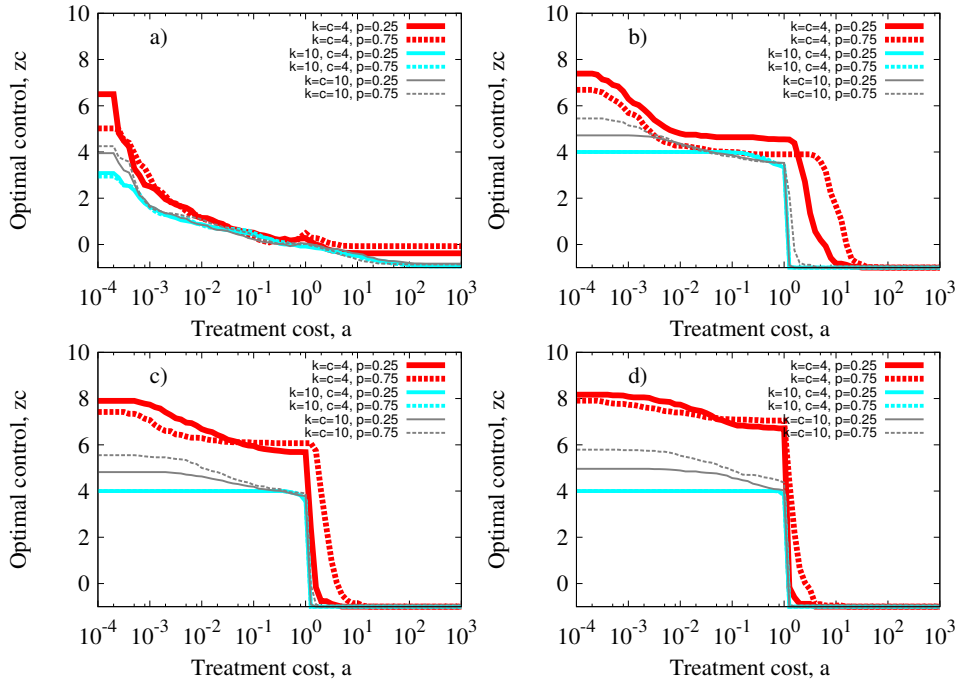 a)
k=c=4, p=0.25
k=c=4, p=0.75
k=10, c=4, p=0.25
k=10, c=4, p=0.75
k=c=10, p=0.25
k=c=10, p=0.75
Optimal control, zc
10
8
6
4
2
0
10^-4 10^-3 10^-2 10^-1 10^0 10^1 10^2 10^3
Treatment cost, a
b)
k=c=4, p=0.25
k=c=4, p=0.75
k=10, c=4, p=0.25
k=10, c=4, p=0.75
k=c=10, p=0.25
k=c=10, p=0.75
Optimal control, zc
10
8
6
4
2
0
10^-4 10^-3 10^-2 10^-1 10^0 10^1 10^2 10^3
Treatment cost, a
c)
k=c=4, p=0.25
k=c=4, p=0.75
k=10, c=4, p=0.25
k=10, c=4, p=0.75
k=c=10, p=0.25
k=c=10, p=0.75
Optimal control, zc
10
8
6
4
2
0
10^-4 10^-3 10^-2 10^-1 10^0 10^1 10^2 10^3
Treatment cost, a
d)
k=c=4, p=0.25
k=c=4, p=0.75
k=10, c=4, p=0.25
k=10, c=4, p=0.75
k=c=10, p=0.25
k=c=10, p=0.75
Optimal control, zc
10
8
6
4
2
0
10^-4 10^-3 10^-2 10^-1 10^0 10^1 10^2 10^3
Treatment cost, a